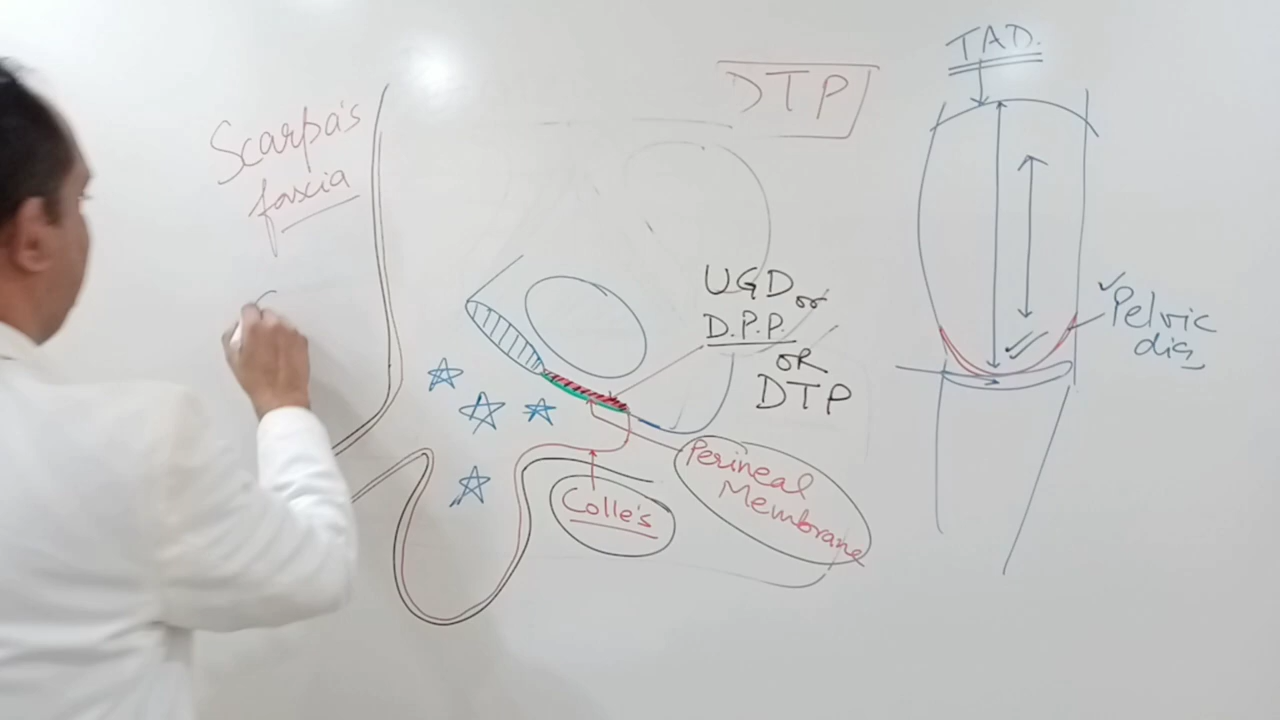 Scarpa's
fascia
DTP
TAD.
UGD or
D.P.P.
OR
DTP
Pelvic
dia
Perineal
Membrane
Colle's